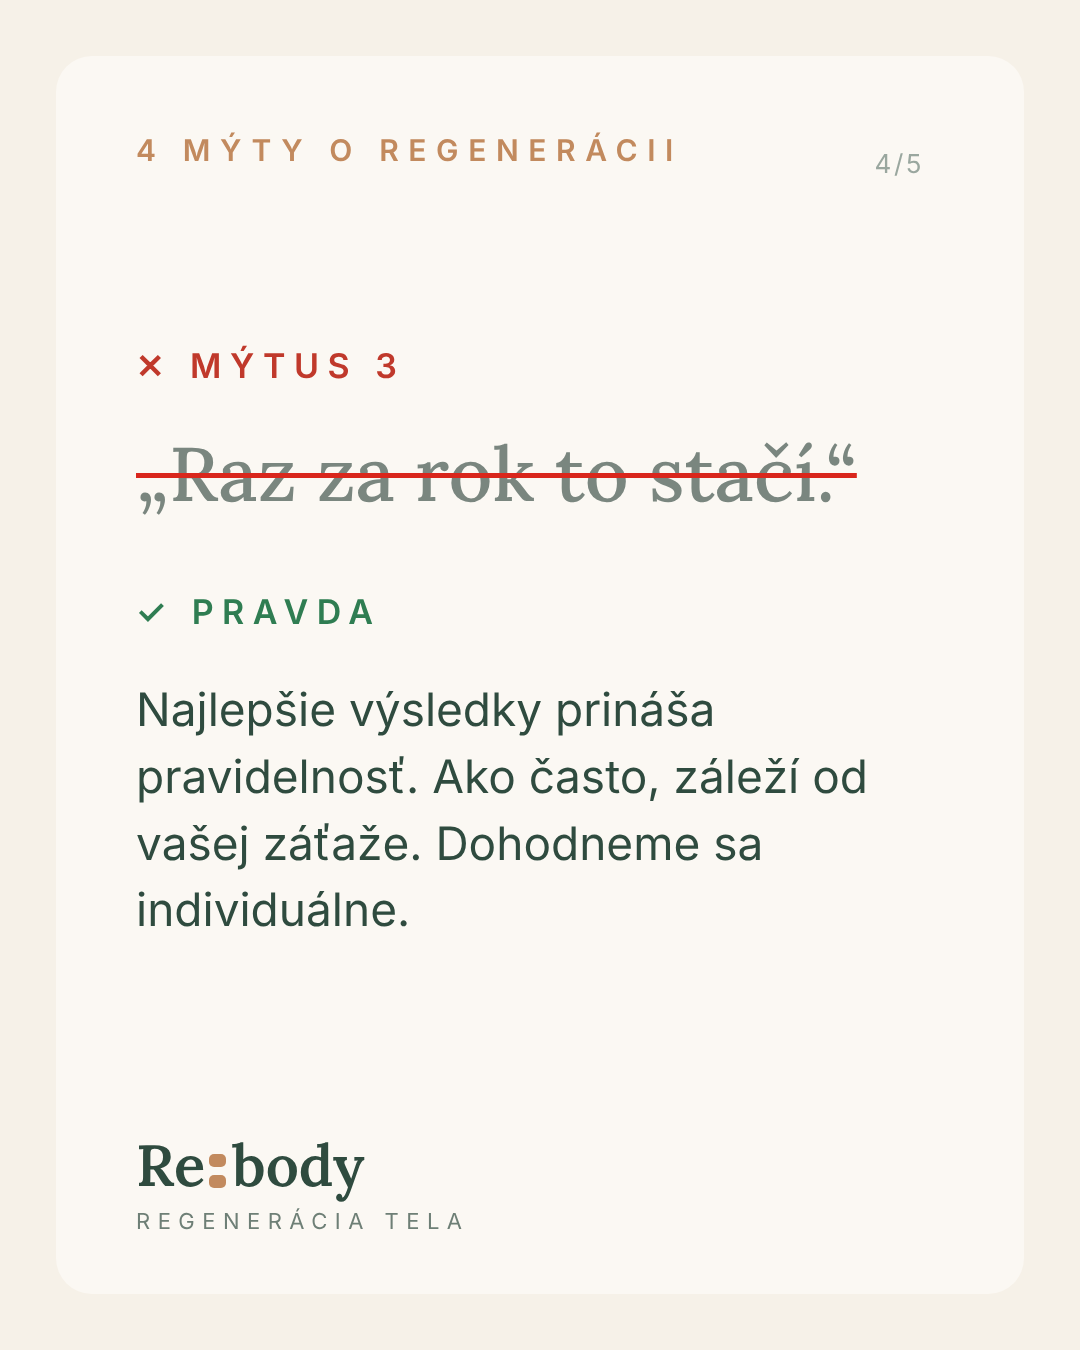 4 MÝTY O REGENERÁCII
4/5
✕ MÝTUS 3
„Raz za rok to stačí.“
✓ PRAVDA
Najlepšie výsledky prináša
pravidelnosť. Ako často, záleží od
vašej záťaže. Dohodneme sa
individuálne.
Re:body
REGENERÁCIA TELA